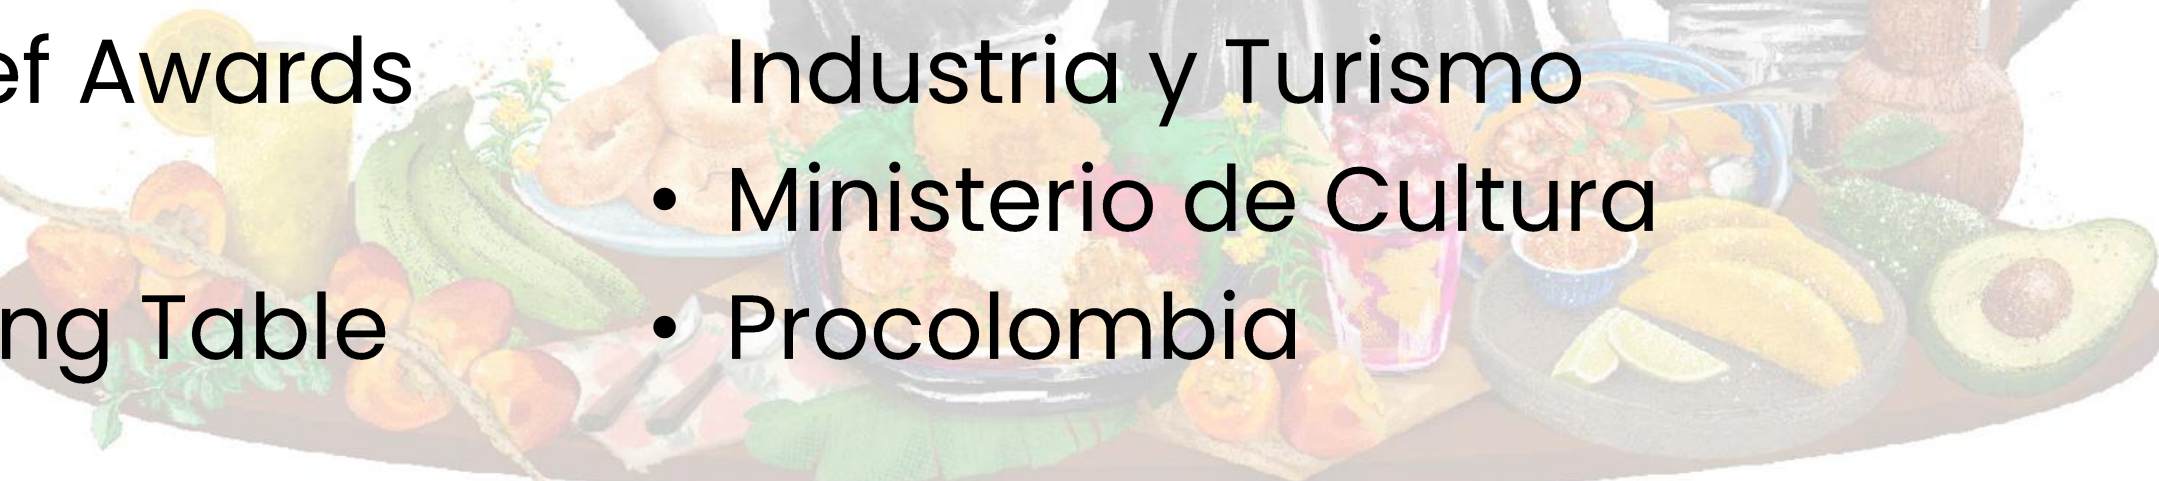 ef Awards
ng Table
Industria y Turismo
• Ministerio de Cultura
• Procolombia